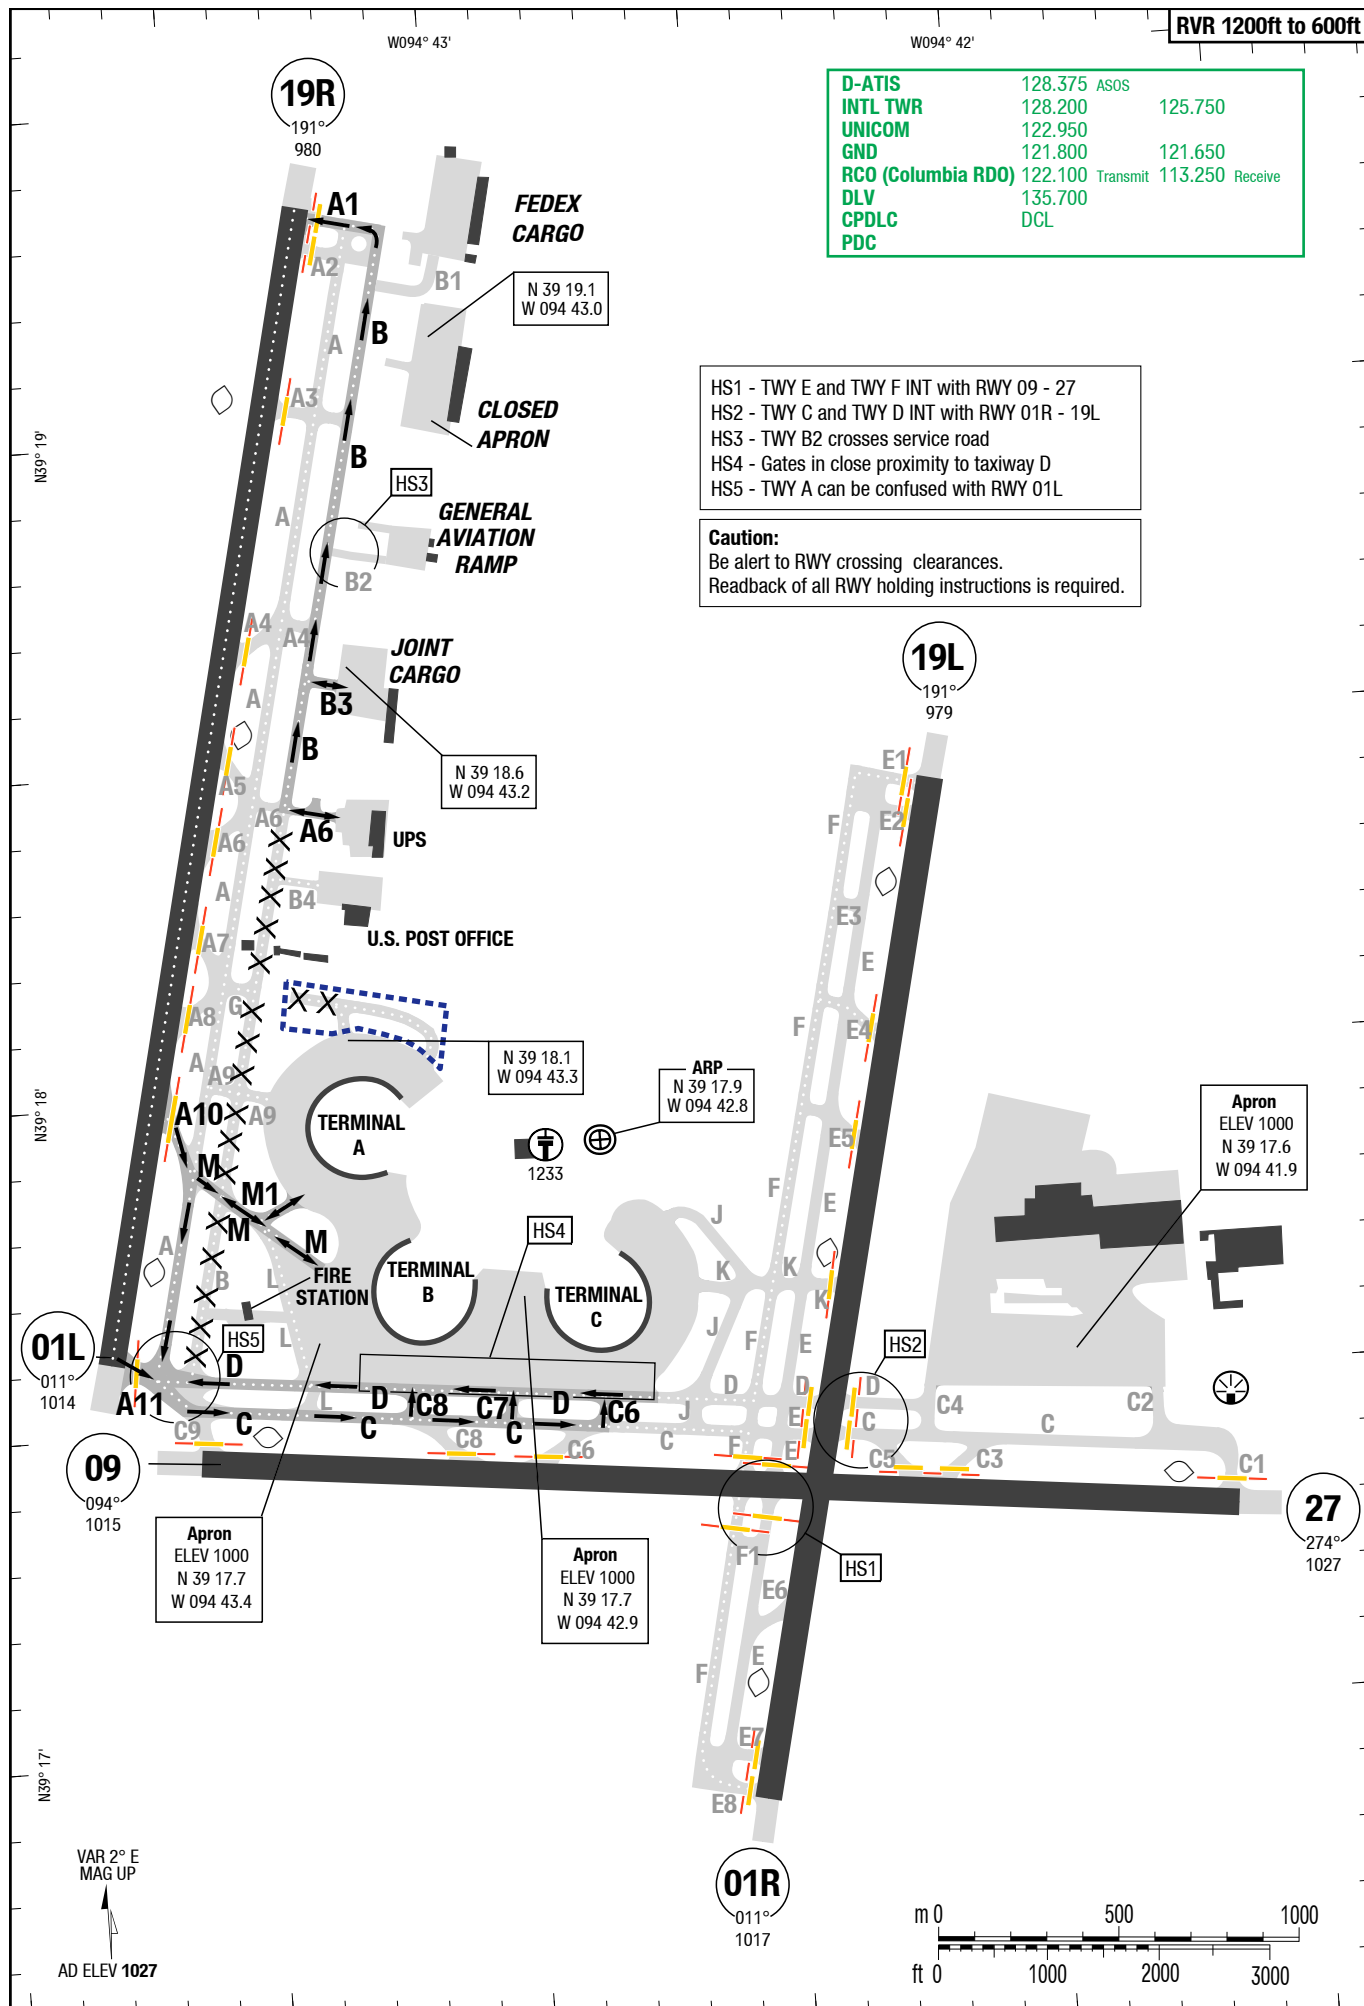 RVR 1200ft to 600ft
W094° 43'
W094° 42'
19R
191°
980
D-ATIS 128.375 ASOS
INTL TWR 128.200 125.750
UNICOM 122.950
GND 121.800 121.650
RCO (Columbia RDO) 122.100 Transmit 113.250 Receive
DLV 135.700
CPDLC DCL
PDC
A1
FEDEX
CARGO
A2
B1
N 39 19.1
W 094 43.0
B
A
A3
CLOSED
APRON
B
N39° 19'
HS1 - TWY E and TWY F INT with RWY 09 - 27
HS2 - TWY C and TWY D INT with RWY 01R - 19L
HS3 - TWY B2 crosses service road
HS4 - Gates in close proximity to taxiway D
HS5 - TWY A can be confused with RWY 01L
HS3
A
GENERAL
AVIATION
RAMP
B2
Caution:
Be alert to RWY crossing clearances.
Readback of all RWY holding instructions is required.
A4
A4
JOINT
CARGO
B3
A
B
19L
191°
979
N 39 18.6
W 094 43.2
A5
A6
A6
A6
UPS
E1
E2
F
A
B4
U.S. POST OFFICE
A7
E3
E
G
A8
F
E4
A
A9
A9
N 39 18.1
W 094 43.3
ARP
N 39 17.9
W 094 42.8
N39° 18'
A10
TERMINAL
A
1233
E5
Apron
ELEV 1000
N 39 17.6
W 094 41.9
M
M1
M
M
F
E
J
HS4
A
B
L
FIRE
STATION
TERMINAL
B
TERMINAL
C
K
K
K
J
F
E
01L
011°
1014
HS5
L
HS2
D
D
D
D
D
D
A11
C
L
C
C8
C7
C
C6
J
C
E
C
C4
C
C2
C9
C8
C6
F
E
C5
C3
C1
09
094°
1015
27
274°
1027
Apron
ELEV 1000
N 39 17.7
W 094 43.4
Apron
ELEV 1000
N 39 17.7
W 094 42.9
F1
HS1
E6
E
F
E7
E8
N39° 17'
01R
011°
1017
VAR 2° E
MAG UP
AD ELEV 1027
m 0 500 1000
ft 0 1000 2000 3000